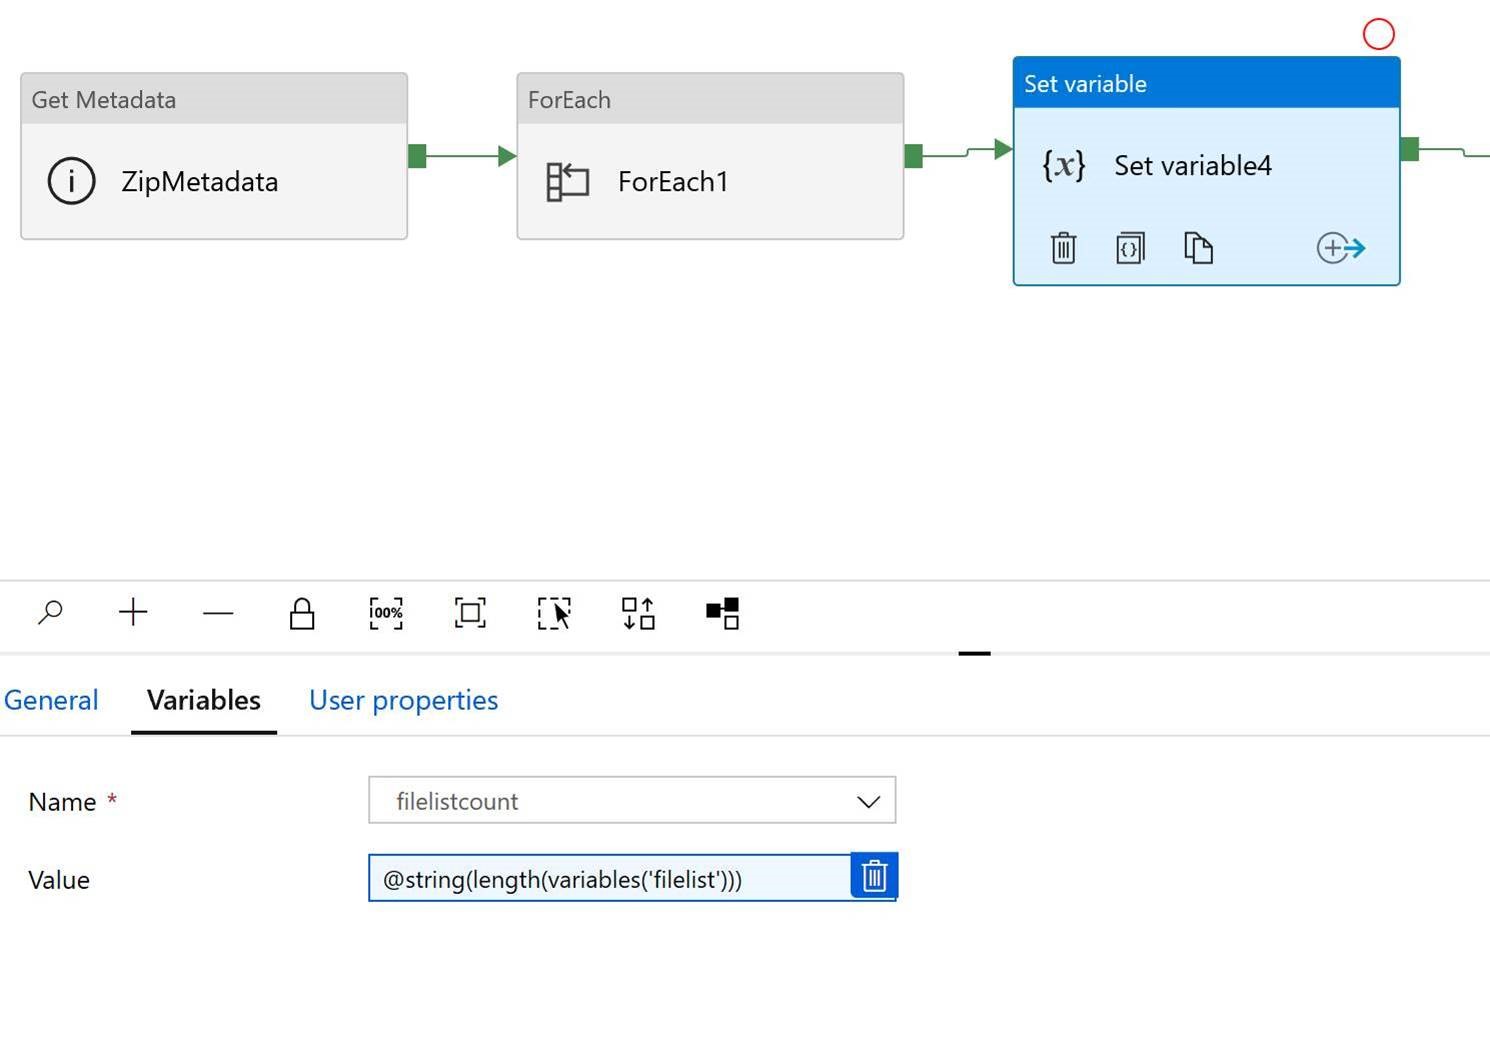 Get Metadata
ZipMetadata
ForEach
ForEach1
Set variable
{x} Set variable4
{}
100%
General Variables User properties
Name *
filelistcount
Value
@string(length(variables('filelist')))